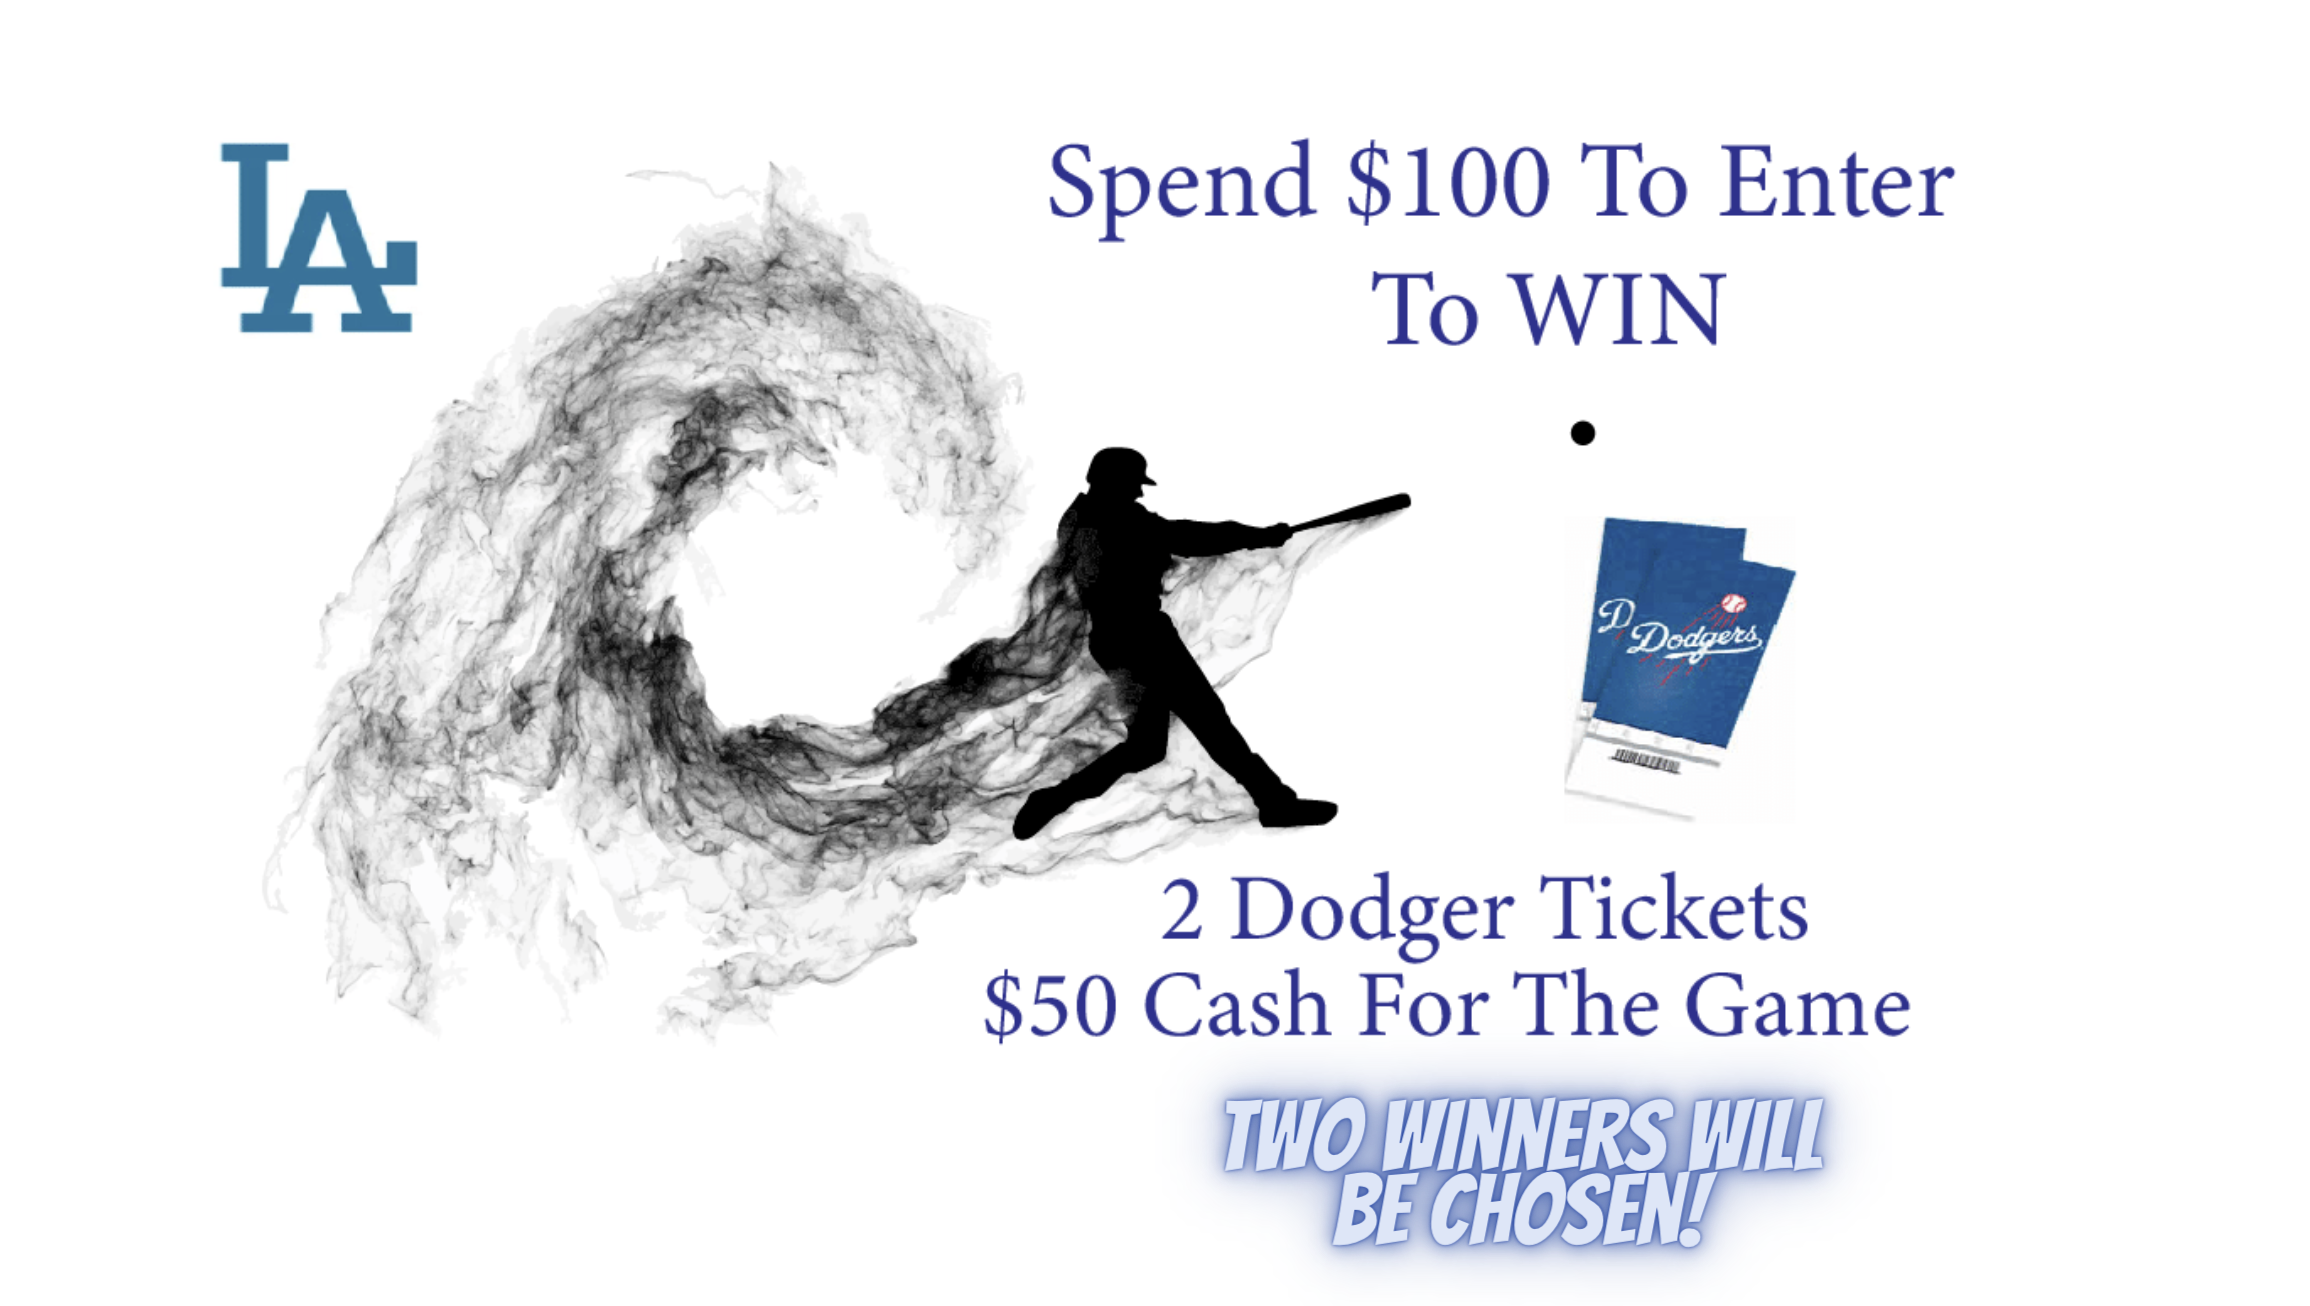 LA
Spend $100 To Enter
To WIN
D
Dodgers
2 Dodger Tickets
$50 Cash For The Game
TWO WINNERS WILL
BE CHOSEN!